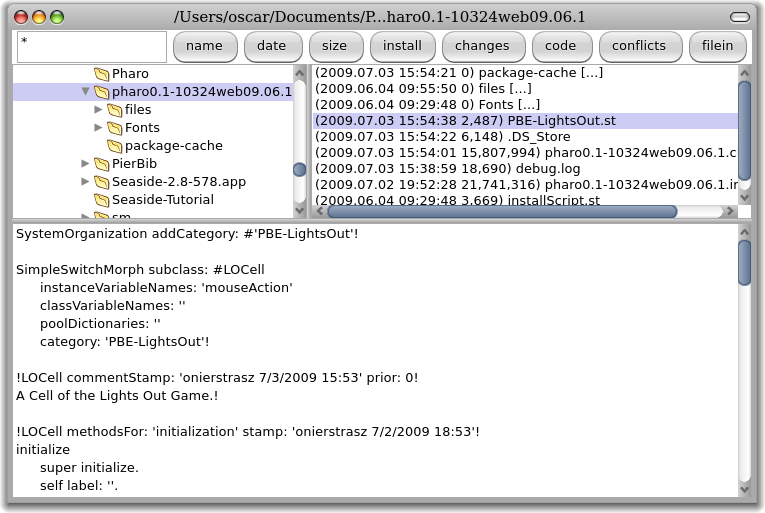 /Users/oscar/Documents/P...haro0.1-10324web09.06.1
*
name date size install changes code conflicts filein
Pharo
pharo0.1-10324web09.06.1
files
Fonts
package-cache
PierBib
Seaside-2.8-578.app
Seaside-Tutorial
sm
(2009.07.03 15:54:21 0) package-cache [...]
(2009.06.04 09:55:50 0) files [...]
(2009.06.04 09:29:48 0) Fonts [...]
(2009.07.03 15:54:38 2,487) PBE-LightsOut.st
(2009.07.03 15:54:22 6,148) .DS_Store
(2009.07.03 15:54:01 15,807,994) pharo0.1-10324web09.06.1.c
(2009.07.03 15:38:59 18,690) debug.log
(2009.07.02 19:52:28 21,741,316) pharo0.1-10324web09.06.1.ir
(2009.06.04 09:29:48 3,669) installScript.st
SystemOrganization addCategory: #'PBE-LightsOut'!
SimpleSwitchMorph subclass: #LOCell
instanceVariableNames: 'mouseAction'
classVariableNames: ''
poolDictionaries: ''
category: 'PBE-LightsOut'!
!LOCell commentStamp: 'onierstrasz 7/3/2009 15:53' prior: 0!
A Cell of the Lights Out Game.!
!LOCell methodsFor: 'initialization' stamp: 'onierstrasz 7/2/2009 18:53'!
initialize
super initialize.
self label: ''.